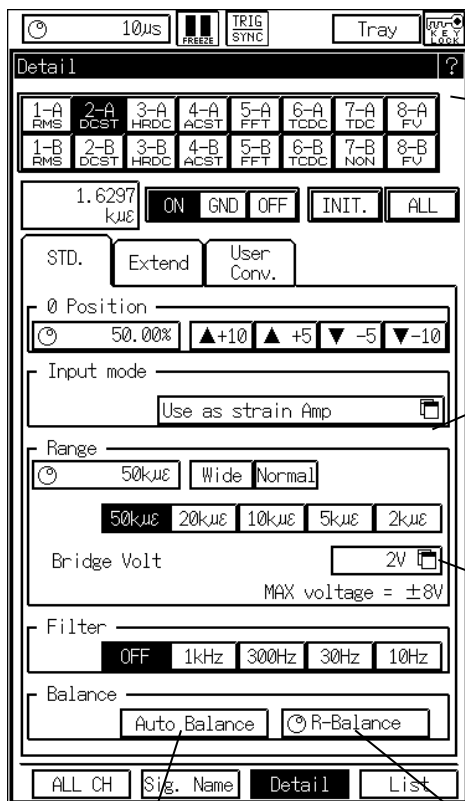 10μs FREEZE TRIG SYNC Tray KEY LOCK
Detail ?
1-A RMS 2-A DCST 3-A HRDC 4-A ACST 5-A FFT 6-A TCDC 7-A TDC 8-A FV
1-B RMS 2-B DCST 3-B HRDC 4-B ACST 5-B FFT 6-B TCDC 7-B NON 8-B FV
1.6297 kμε ON GND OFF INIT. ALL
STD. Extend User Conv.
0 Position
50.00% ▲+10 ▲ +5 ▼ -5 ▼-10
Input mode
Use as strain Amp
Range
50kμε Wide Normal
50kμε 20kμε 10kμε 5kμε 2kμε
Bridge Volt 2V
MAX voltage = ±8V
Filter
OFF 1kHz 300Hz 30Hz 10Hz
Balance
Auto Balance R-Balance
ALL CH Sig. Name Detail List